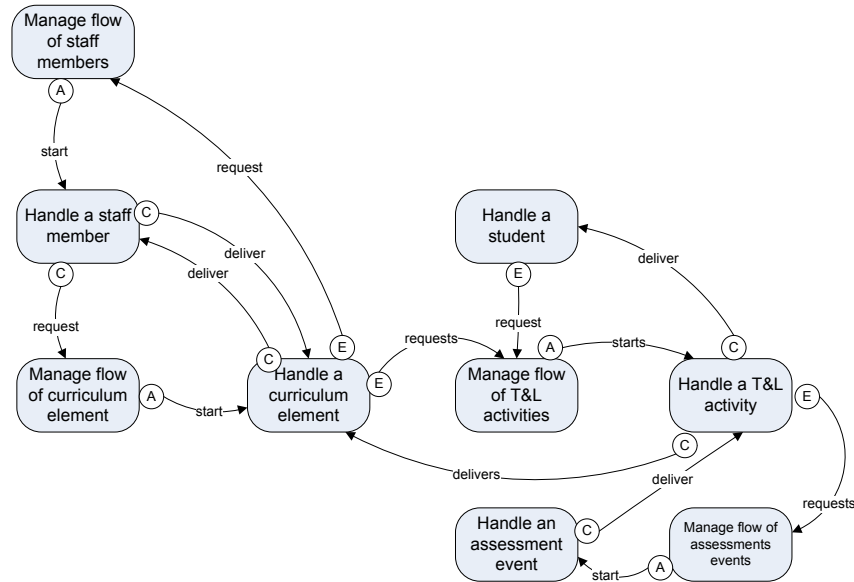 Manage flow
of staff
members
A
start
request
Handle a staff
member
C
deliver
deliver
C
request
Manage flow
of curriculum
element
A
start
C
E
Handle a
curriculum
element
E
requests
Handle a
student
E
request
deliver
A
starts
C
Manage flow
of T&L
activities
Handle a T&L
activity
E
C
delivers
deliver
requests
Handle an
assessment
event
C
start
A
Manage flow of
assessments
events